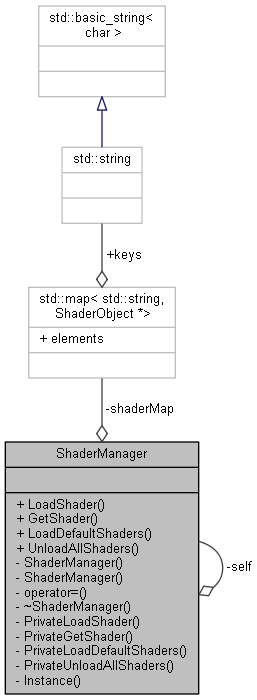 std::basic_string<
char >
std::string
+keys
std::map< std::string,
ShaderObject *>
+ elements
-shaderMap
ShaderManager
+ LoadShader()
+ GetShader()
+ LoadDefaultShaders()
+ UnloadAllShaders()
- ShaderManager()
- ShaderManager()
- operator=()
- ~ShaderManager()
- PrivateLoadShader()
- PrivateGetShader()
- PrivateLoadDefaultShaders()
- PrivateUnloadAllShaders()
- Instance()
-self